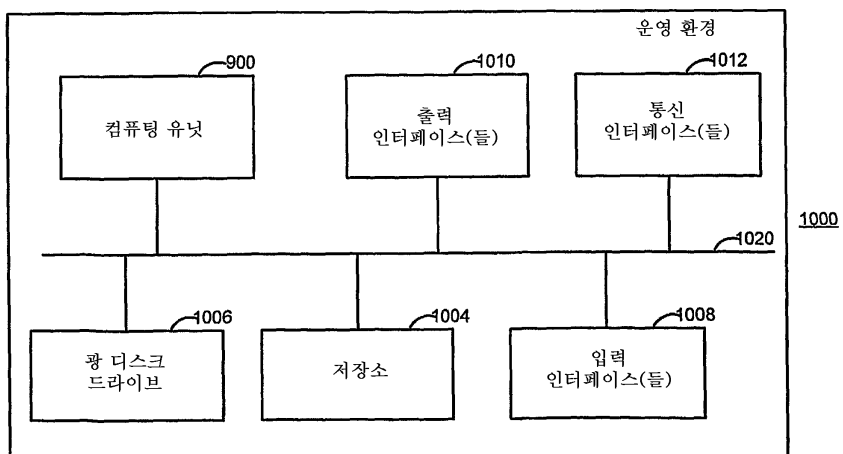 운영 환경
900
1010
1012
컴퓨팅 유닛
출력
인터페이스(들)
통신
인터페이스(들)
1000
1020
1006
1004
1008
광 디스크
드라이브
저장소
입력
인터페이스(들)